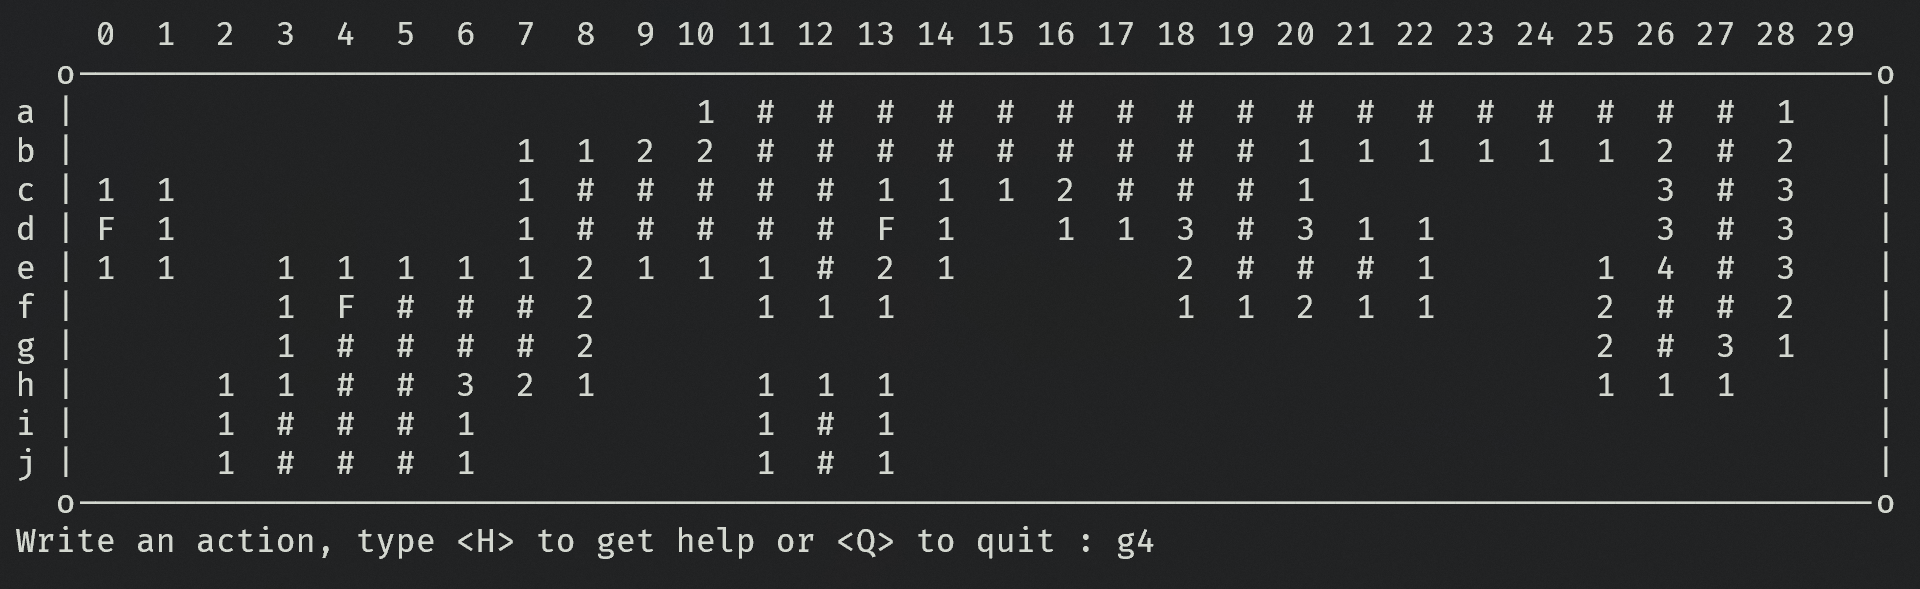 0 1 2 3 4 5 6 7 8 9 10 11 12 13 14 15 16 17 18 19 20 21 22 23 24 25 26 27 28 29
o───────────────────────────────────────────────────────────────────────────────────────────o
a | 1 # # # # # # # # # # # # # # # # # 1 |
b | 1 1 2 2 # # # # # # # # # 1 1 1 1 1 1 2 # 2 |
c | 1 1 1 # # # # # 1 1 1 2 # # # 1 3 # 3 |
d | F 1 1 # # # # # F 1 1 1 3 # 3 1 1 3 # 3 |
e | 1 1 1 1 1 1 1 2 1 1 1 # 2 1 2 # # # 1 1 4 # 3 |
f | 1 F # # # 2 1 1 1 1 1 2 1 1 2 # # 2 |
g | 1 # # # # 2 2 # 3 1 |
h | 1 1 # # 3 2 1 1 1 1 1 1 1 |
i | 1 # # # 1 1 # 1 |
j | 1 # # # 1 1 # 1 |
o───────────────────────────────────────────────────────────────────────────────────────────o
Write an action, type <H> to get help or <Q> to quit : g4